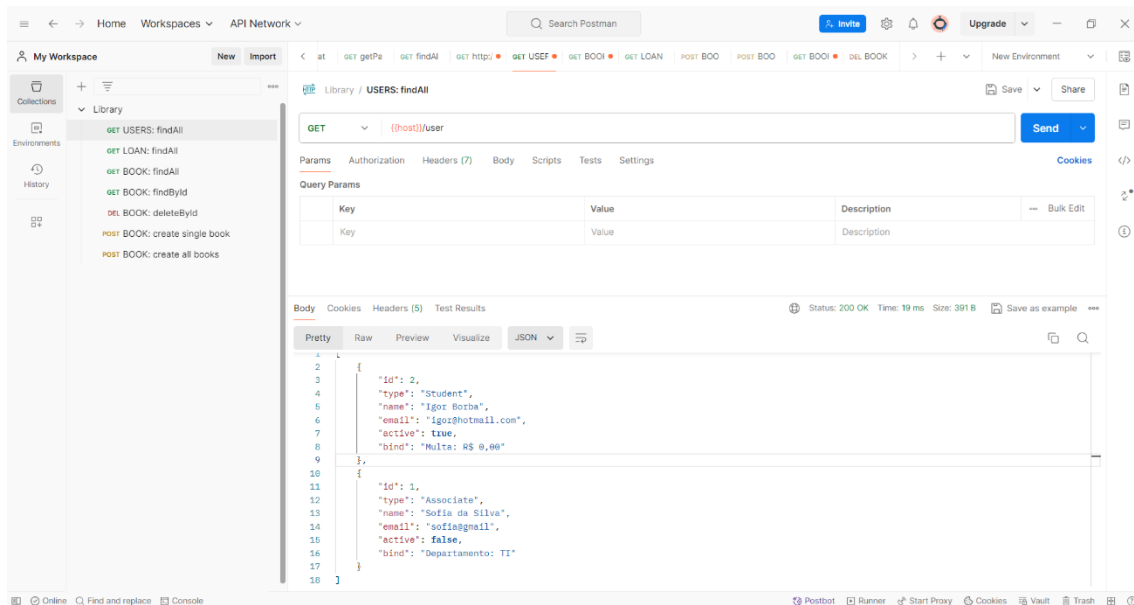 Home Workspaces API Network Search Postman Invite Upgrade
My Workspace New Import
at GET getPa GET findAl GET http:/ GET USEF GET BOOI GET LOAN POST BOO POST BOO GET BOOI DEL BOOK New Environment
Collections
Environments
History
Library
GET USERS: findAll
GET LOAN: findAll
GET BOOK: findAll
GET BOOK: findById
DEL BOOK: deleteById
POST BOOK: create single book
POST BOOK: create all books
HTTP Library / USERS: findAll Save Share
GET {{host}}/user Send
Params Authorization Headers (7) Body Scripts Tests Settings Cookies
Query Params
Key Value Description Bulk Edit
Key Value Description
Body Cookies Headers (5) Test Results Status: 200 OK Time: 19 ms Size: 391 B Save as example
Pretty Raw Preview Visualize JSON
1 [
2 {
3 "id": 2,
4 "type": "Student",
5 "name": "Igor Borba",
6 "email": "igor@hotmail.com",
7 "active": true,
8 "bind": "Multa: R$ 0,00"
9 },
10 {
11 "id": 1,
12 "type": "Associate",
13 "name": "Sofia da Silva",
14 "email": "sofia@gmail",
15 "active": false,
16 "bind": "Departamento: TI"
17 }
18 ]
Online Find and replace Console Postbot Runner Start Proxy Cookies Vault Trash